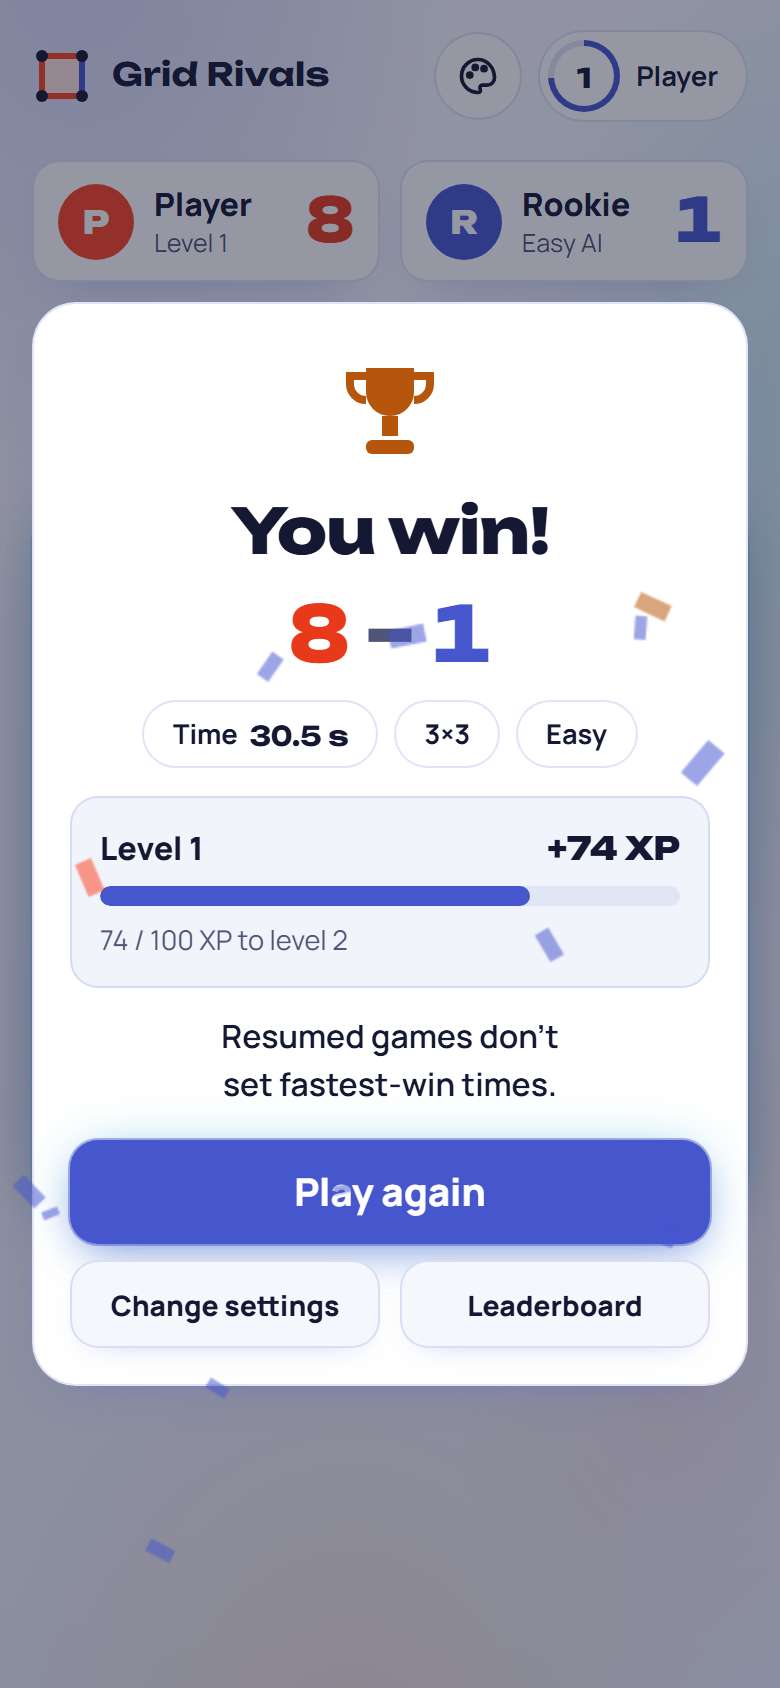 Grid Rivals
1 Player
P Player 8
Level 1
R Rookie 1
Easy AI
You win!
8 – 1
Time 30.5 s
3×3
Easy
Level 1 +74 XP
74 / 100 XP to level 2
Resumed games don’t
set fastest-win times.
Play again
Change settings
Leaderboard